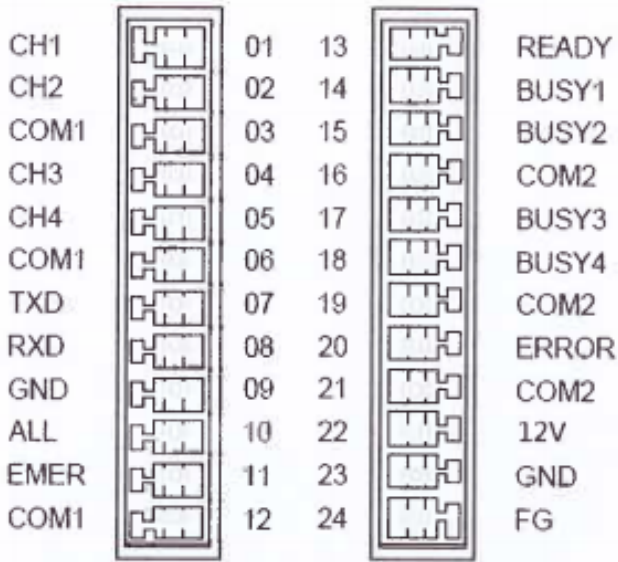 CH1 01 13 READY
CH2 02 14 BUSY1
COM1 03 15 BUSY2
CH3 04 16 COM2
CH4 05 17 BUSY3
COM1 06 18 BUSY4
TXD 07 19 COM2
RXD 08 20 ERROR
GND 09 21 COM2
ALL 10 22 12V
EMER 11 23 GND
COM1 12 24 FG